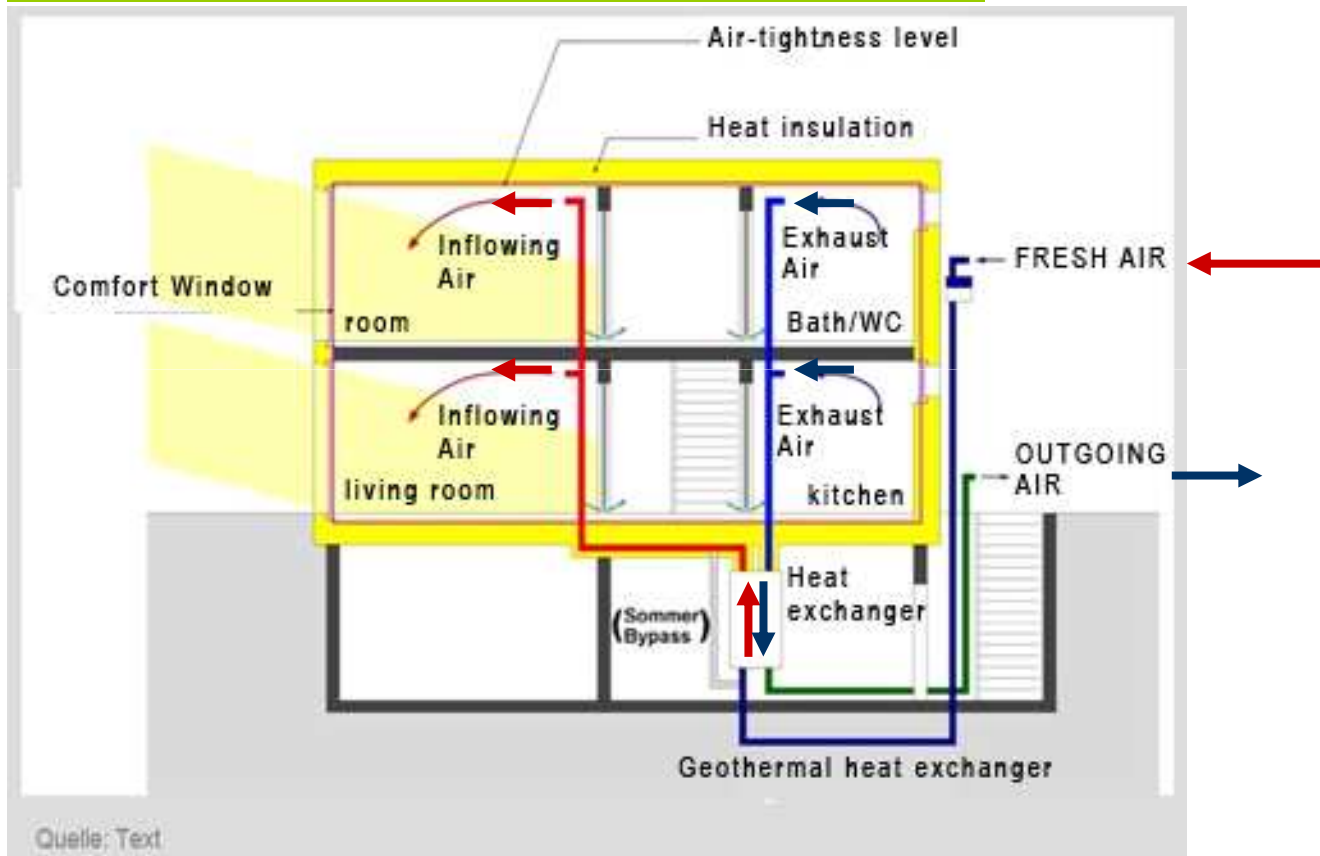 Air-tightness level
Heat insulation
Inflowing
Air
Exhaust
Air
FRESH AIR
Comfort Window
room
Bath/WC
Inflowing
Air
Exhaust
Air
OUTGOING
AIR
living room
kitchen
Heat
exchanger
(Sommer
Bypass)
Geothermal heat exchanger
Quelle: Text